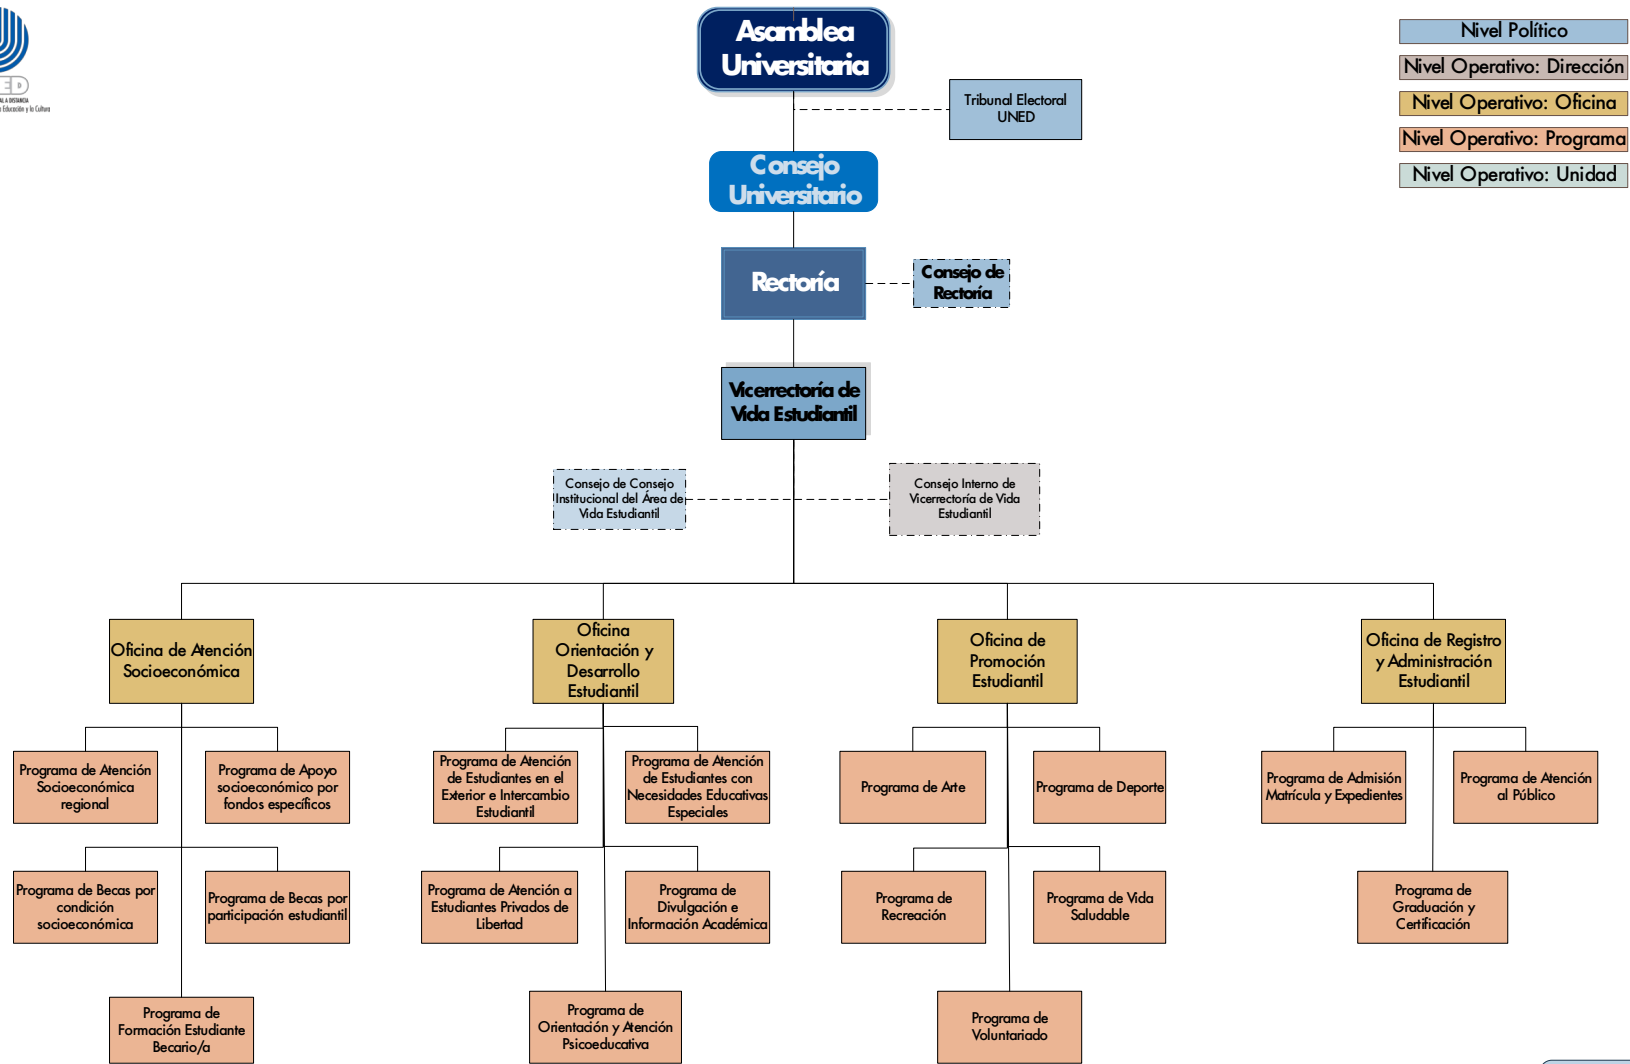 Asamblea
Universitaria
Nivel Político
Nivel Operativo: Dirección
Nivel Operativo: Oficina
Nivel Operativo: Programa
Nivel Operativo: Unidad
Tribunal Electoral
UNED
Consejo
Universitario
Rectoría
Consejo de
Rectoría
Vicerrectoría de
Vida Estudiantil
Consejo de Consejo
Institucional del Área de
Vida Estudiantil
Consejo Interno de
Vicerrectoría de Vida
Estudiantil
Oficina de Atención
Socioeconómica
Oficina
Orientación y
Desarrollo
Estudiantil
Oficina de
Promoción
Estudiantil
Oficina de Registro
y Administración
Estudiantil
Programa de Atención
Socioeconómica
regional
Programa de Apoyo
socioeconómico por
fondos específicos
Programa de Atención
de Estudiantes en el
Exterior e Intercambio
Estudiantil
Programa de Atención
de Estudiantes con
Necesidades Educativas
Especiales
Programa de Arte
Programa de Deporte
Programa de Admisión
Matrícula y Expedientes
Programa de Atención
al Público
Programa de Becas por
condición
socioeconómica
Programa de Becas por
participación estudiantil
Programa de Atención a
Estudiantes Privados de
Libertad
Programa de
Divulgación e
Información Académica
Programa de
Recreación
Programa de Vida
Saludable
Programa de
Graduación y
Certificación
Programa de
Formación Estudiante
Becario/a
Programa de
Orientación y Atención
Psicoeducativa
Programa de
Voluntariado